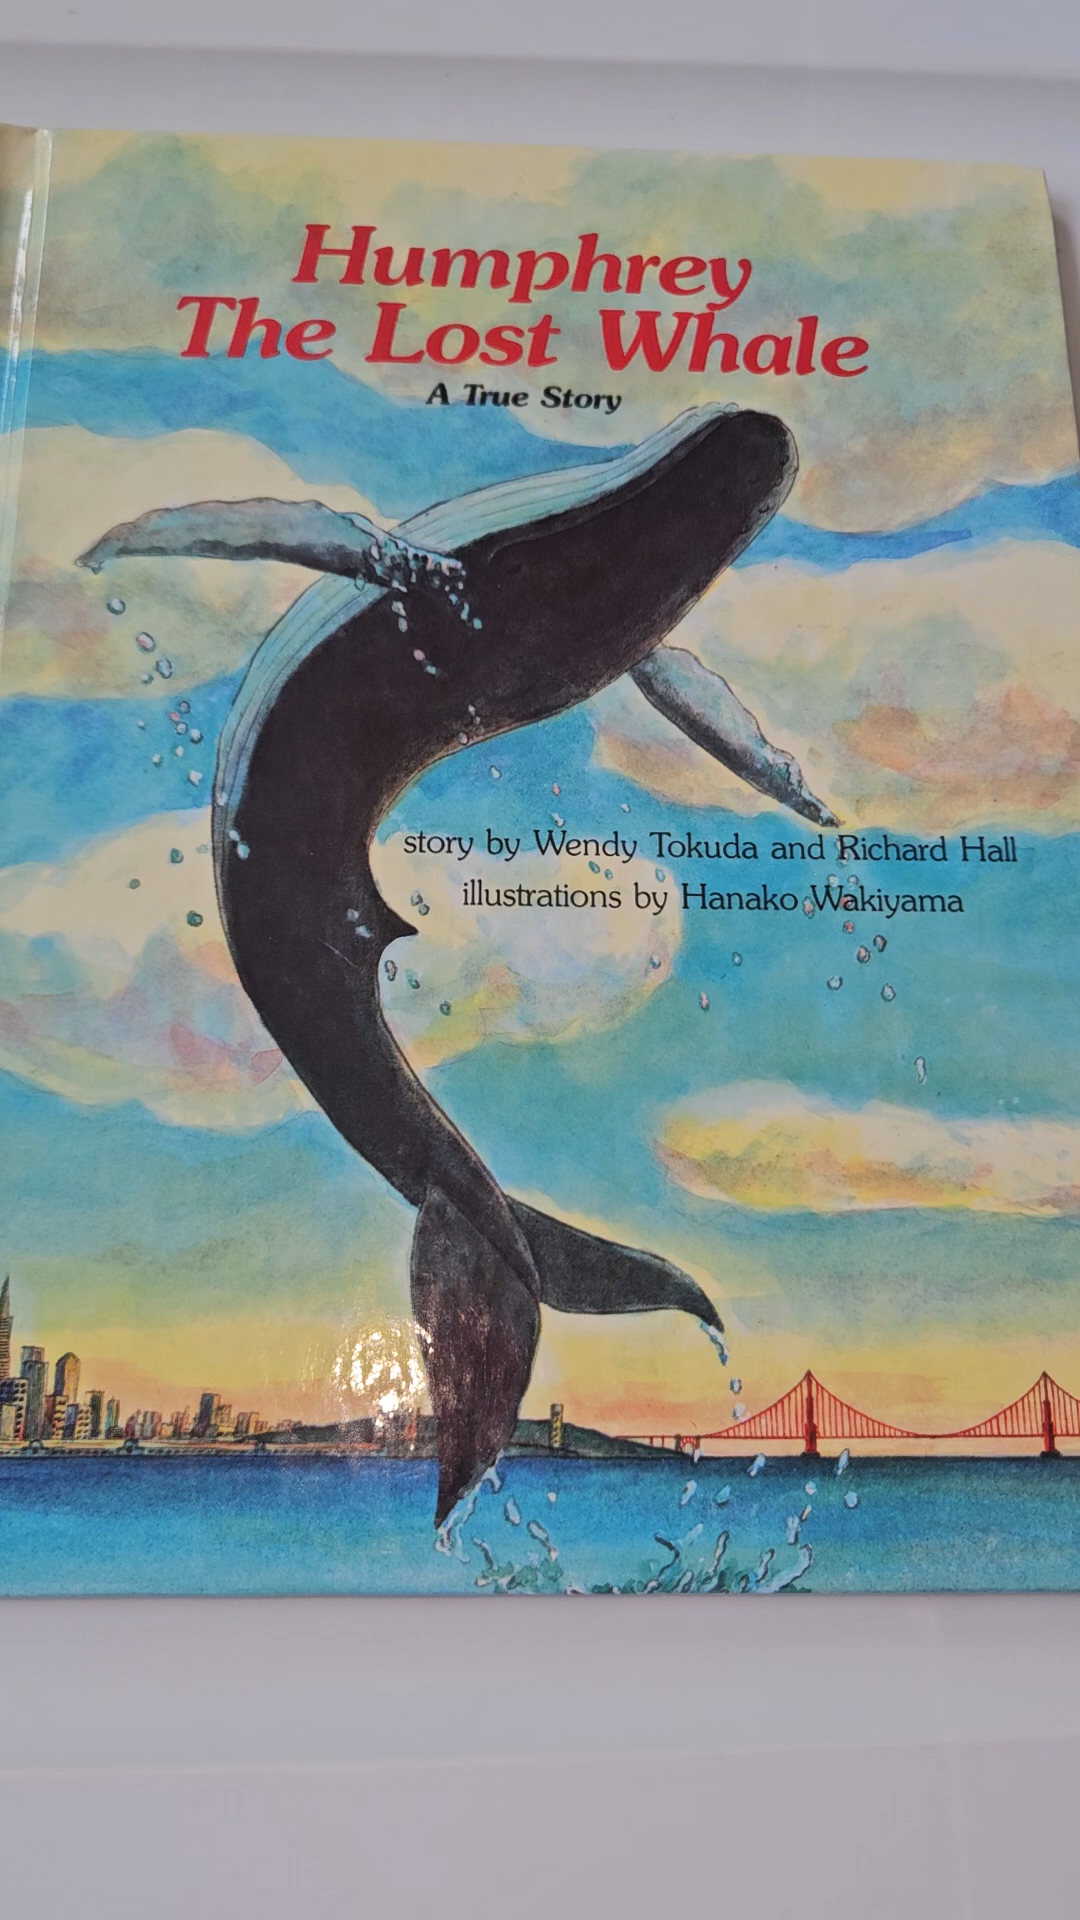 Humphrey
The Lost Whale
A True Story
story by Wendy Tokuda and Richard Hall
illustrations by Hanako Wakiyama